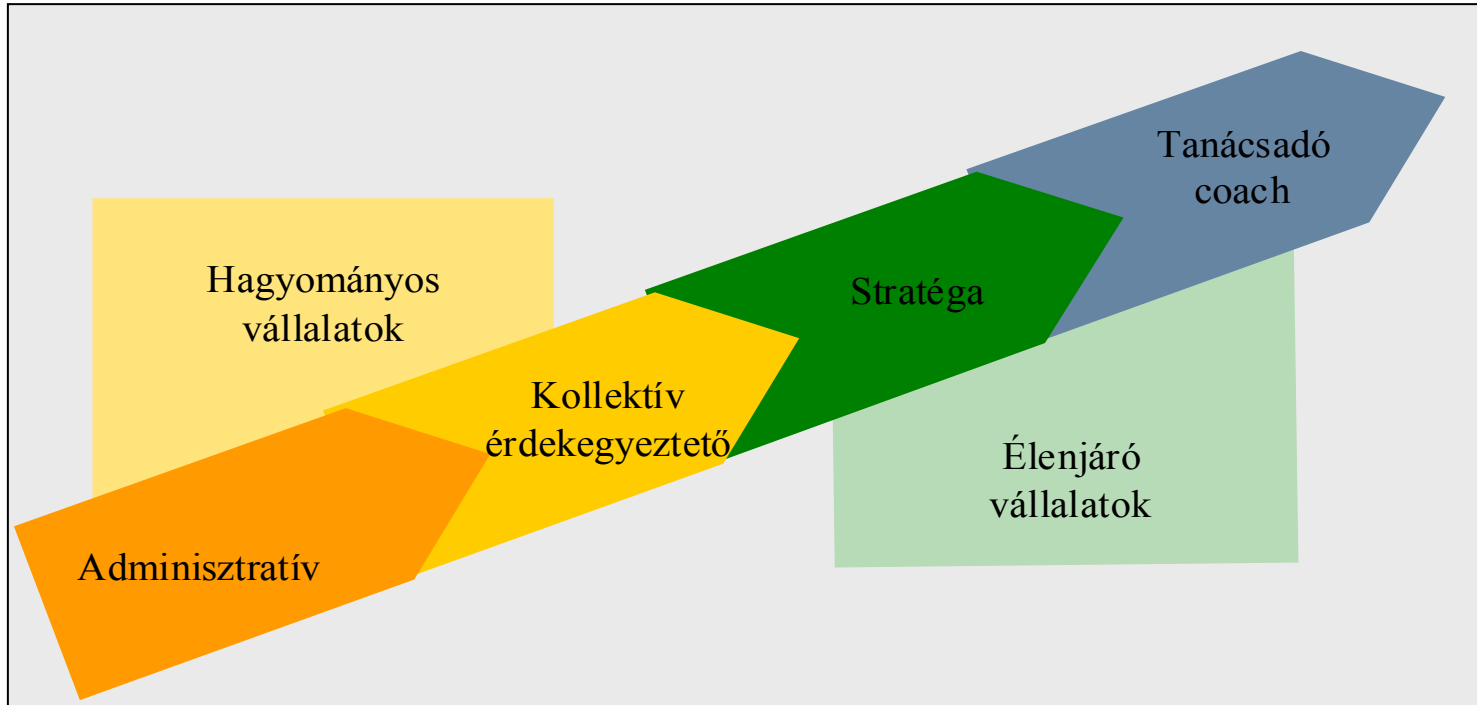 Tanácsadó
coach
Hagyományos
vállalatok
Stratéga
Kollektív
érdekegyeztető
Élenjáró
vállalatok
Adminisztratív